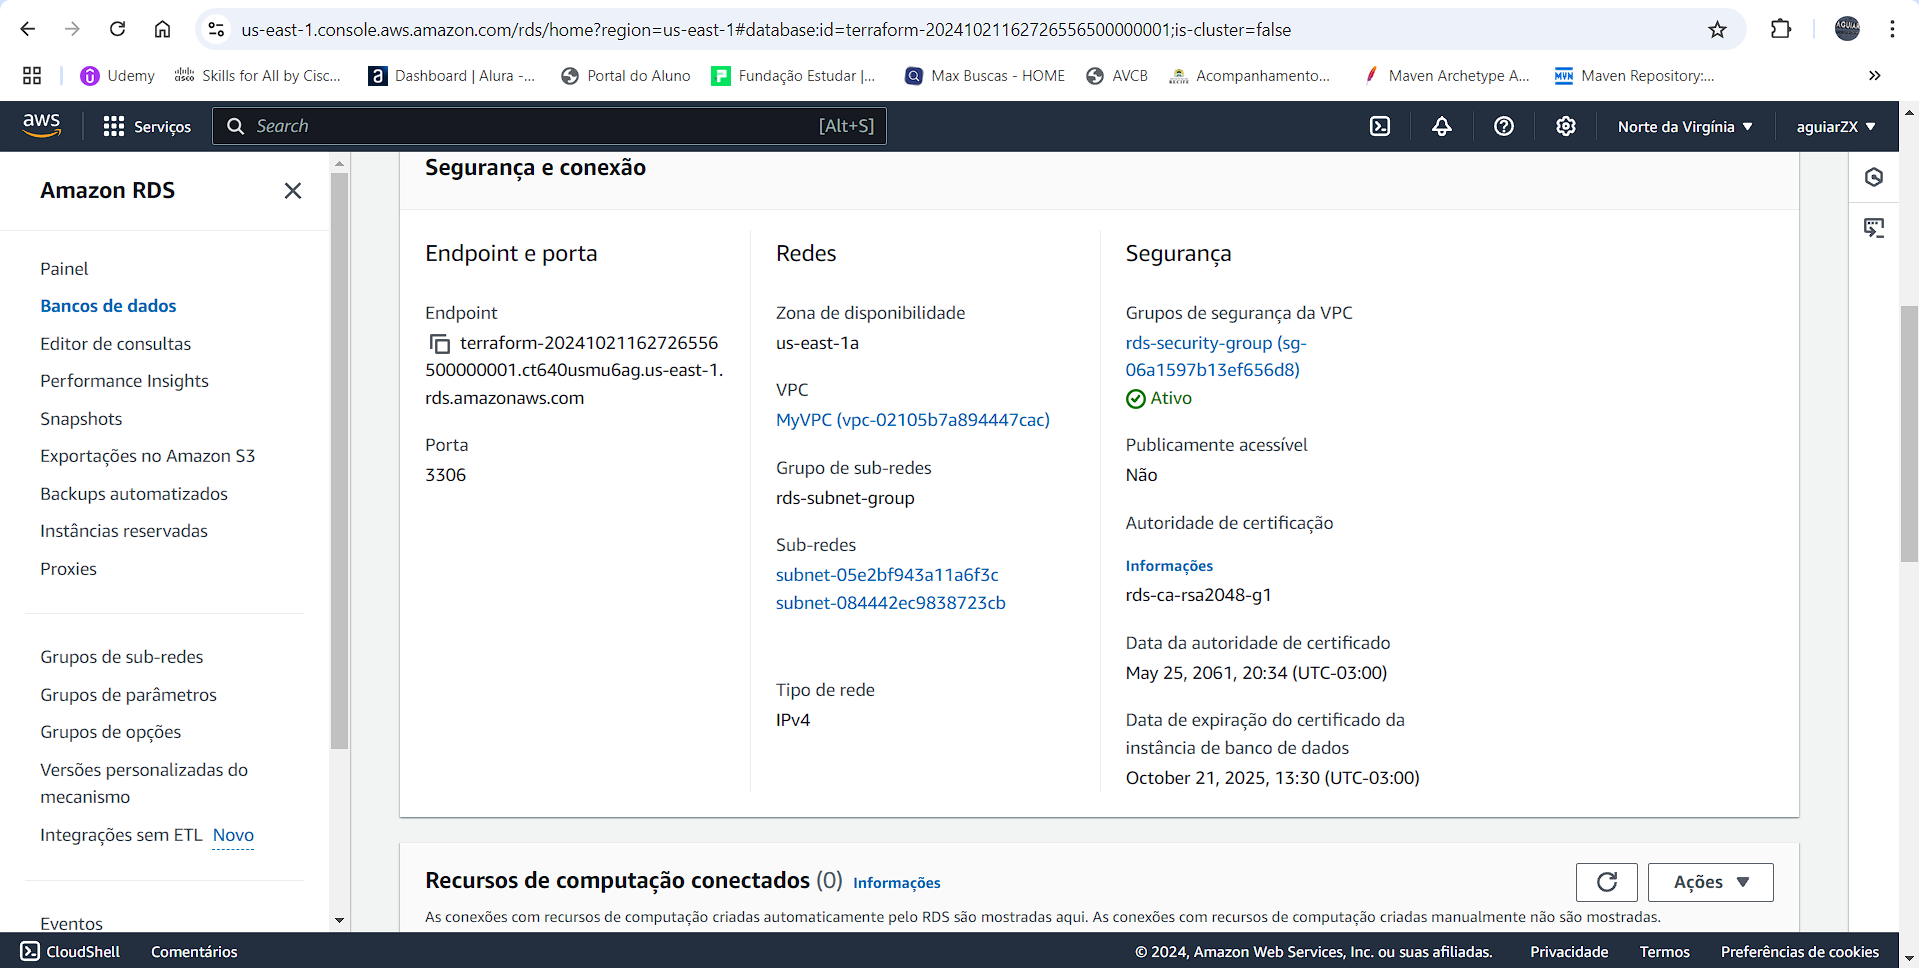 us-east-1.console.aws.amazon.com/rds/home?region=us-east-1#database:id=terraform-20241021162726556500000001;is-cluster=false
AGUIAR
Udemy
cisco
Skills for All by Cisc...
a
Dashboard | Alura -...
Portal do Aluno
F
Fundação Estudar |...
Max Buscas - HOME
AVCB
RECIFE
Acompanhamento...
Maven Archetype A...
MVN
Maven Repository:...
»
aws
Serviços
Search
[Alt+S]
Norte da Virgínia
aguiarZX
Amazon RDS
Painel
Bancos de dados
Editor de consultas
Performance Insights
Snapshots
Exportações no Amazon S3
Backups automatizados
Instâncias reservadas
Proxies
Grupos de sub-redes
Grupos de parâmetros
Grupos de opções
Versões personalizadas do
mecanismo
Integrações sem ETL Novo
Eventos
Segurança e conexão
Endpoint e porta
Endpoint
terraform-20241021162726556
500000001.ct640usmu6ag.us-east-1.
rds.amazonaws.com
Porta
3306
Redes
Zona de disponibilidade
us-east-1a
VPC
MyVPC (vpc-02105b7a894447cac)
Grupo de sub-redes
rds-subnet-group
Sub-redes
subnet-05e2bf943a11a6f3c
subnet-084442ec9838723cb
Tipo de rede
IPv4
Segurança
Grupos de segurança da VPC
rds-security-group (sg-
06a1597b13ef656d8)
Ativo
Publicamente acessível
Não
Autoridade de certificação
Informações
rds-ca-rsa2048-g1
Data da autoridade de certificado
May 25, 2061, 20:34 (UTC-03:00)
Data de expiração do certificado da
instância de banco de dados
October 21, 2025, 13:30 (UTC-03:00)
Recursos de computação conectados (0) Informações
Ações
As conexões com recursos de computação criadas automaticamente pelo RDS são mostradas aqui. As conexões com recursos de computação criadas manualmente não são mostradas.
CloudShell
Comentários
© 2024, Amazon Web Services, Inc. ou suas afiliadas.
Privacidade
Termos
Preferências de cookies